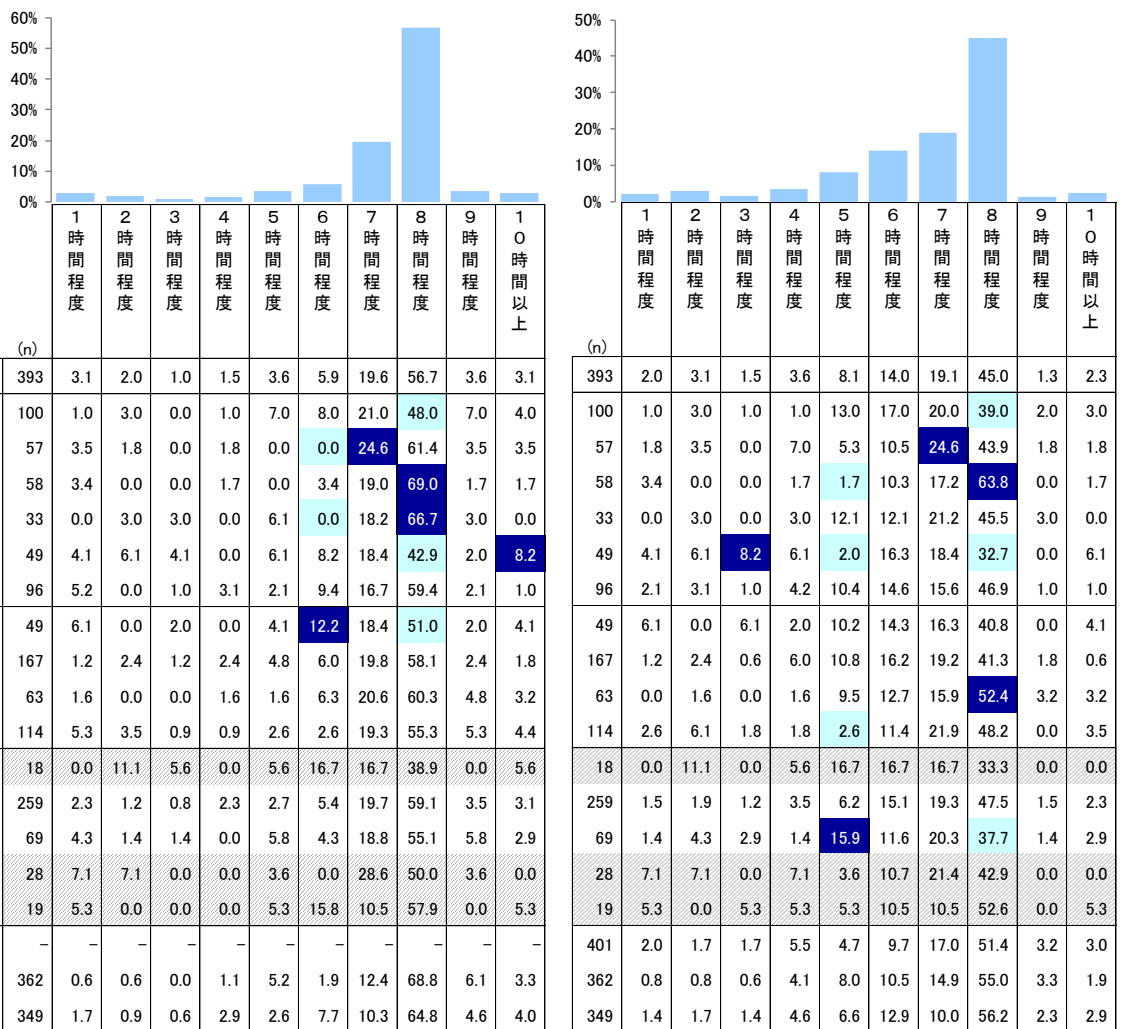 60%
50%
40%
30%
20%
10%
0%
1時間程度 2時間程度 3時間程度 4時間程度 5時間程度 6時間程度 7時間程度 8時間程度 9時間程度 10時間以上
(n)
393 3.1 2.0 1.0 1.5 3.6 5.9 19.6 56.7 3.6 3.1
100 1.0 3.0 0.0 1.0 7.0 8.0 21.0 48.0 7.0 4.0
57 3.5 1.8 0.0 1.8 0.0 0.0 24.6 61.4 3.5 3.5
58 3.4 0.0 0.0 1.7 0.0 3.4 19.0 69.0 1.7 1.7
33 0.0 3.0 3.0 0.0 6.1 0.0 18.2 66.7 3.0 0.0
49 4.1 6.1 4.1 0.0 6.1 8.2 18.4 42.9 2.0 8.2
96 5.2 0.0 1.0 3.1 2.1 9.4 16.7 59.4 2.1 1.0
49 6.1 0.0 2.0 0.0 4.1 12.2 18.4 51.0 2.0 4.1
167 1.2 2.4 1.2 2.4 4.8 6.0 19.8 58.1 2.4 1.8
63 1.6 0.0 0.0 1.6 1.6 6.3 20.6 60.3 4.8 3.2
114 5.3 3.5 0.9 0.9 2.6 2.6 19.3 55.3 5.3 4.4
18 0.0 11.1 5.6 0.0 5.6 16.7 16.7 38.9 0.0 5.6
259 2.3 1.2 0.8 2.3 2.7 5.4 19.7 59.1 3.5 3.1
69 4.3 1.4 1.4 0.0 5.8 4.3 18.8 55.1 5.8 2.9
28 7.1 7.1 0.0 0.0 3.6 0.0 28.6 50.0 3.6 0.0
19 5.3 0.0 0.0 0.0 5.3 15.8 10.5 57.9 0.0 5.3
– – – – – – – – – – –
362 0.6 0.6 0.0 1.1 5.2 1.9 12.4 68.8 6.1 3.3
349 1.7 0.9 0.6 2.9 2.6 7.7 10.3 64.8 4.6 4.0
50%
40%
30%
20%
10%
0%
1時間程度 2時間程度 3時間程度 4時間程度 5時間程度 6時間程度 7時間程度 8時間程度 9時間程度 10時間以上
(n)
393 2.0 3.1 1.5 3.6 8.1 14.0 19.1 45.0 1.3 2.3
100 1.0 3.0 1.0 1.0 13.0 17.0 20.0 39.0 2.0 3.0
57 1.8 3.5 0.0 7.0 5.3 10.5 24.6 43.9 1.8 1.8
58 3.4 0.0 0.0 1.7 1.7 10.3 17.2 63.8 0.0 1.7
33 0.0 3.0 0.0 3.0 12.1 12.1 21.2 45.5 3.0 0.0
49 4.1 6.1 8.2 6.1 2.0 16.3 18.4 32.7 0.0 6.1
96 2.1 3.1 1.0 4.2 10.4 14.6 15.6 46.9 1.0 1.0
49 6.1 0.0 6.1 2.0 10.2 14.3 16.3 40.8 0.0 4.1
167 1.2 2.4 0.6 6.0 10.8 16.2 19.2 41.3 1.8 0.6
63 0.0 1.6 0.0 1.6 9.5 12.7 15.9 52.4 3.2 3.2
114 2.6 6.1 1.8 1.8 2.6 11.4 21.9 48.2 0.0 3.5
18 0.0 11.1 0.0 5.6 16.7 16.7 16.7 33.3 0.0 0.0
259 1.5 1.9 1.2 3.5 6.2 15.1 19.3 47.5 1.5 2.3
69 1.4 4.3 2.9 1.4 15.9 11.6 20.3 37.7 1.4 2.9
28 7.1 7.1 0.0 7.1 3.6 10.7 21.4 42.9 0.0 0.0
19 5.3 0.0 5.3 5.3 5.3 10.5 10.5 52.6 0.0 5.3
401 2.0 1.7 1.7 5.5 4.7 9.7 17.0 51.4 3.2 3.0
362 0.8 0.8 0.6 4.1 8.0 10.5 14.9 55.0 3.3 1.9
349 1.4 1.7 1.4 4.6 6.6 12.9 10.0 56.2 2.3 2.9